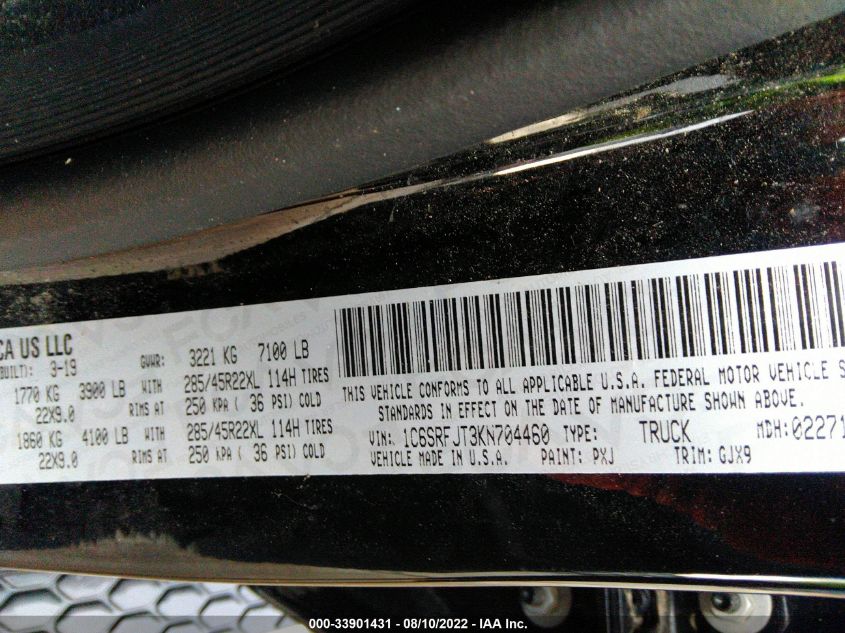 CA US LLC
BUILT): 3-19 GVWR: 3221 KG 7100 LB
1770 KG 3900 LB WITH 285/45R22XL 114H TIRES
22X9.0 RIMS AT 250 KPA ( 36 PSI) COLD
1860 KG 4100 LB WITH 285/45R22XL 114H TIRES
22X9.0 RIMS AT 250 KPA ( 36 PSI) COLD
THIS VEHICLE CONFORMS TO ALL APPLICABLE U.S.A. FEDERAL MOTOR VEHICLE S
STANDARDS IN EFFECT ON THE DATE OF MANUFACTURE SHOWN ABOVE.
VIN: 1C6SRFJT3KN704460 TYPE: TRUCK MDH:02271
VEHICLE MADE IN U.S.A. PAINT: PXJ TRIM: GJX9
000-33901431 - 08/10/2022 - IAA Inc.